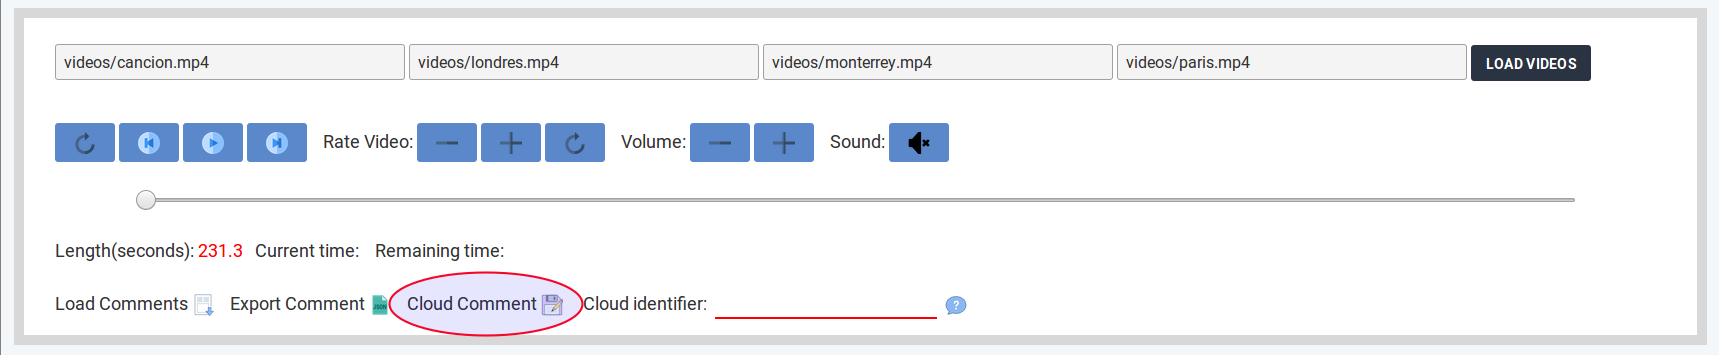 videos/cancion.mp4 videos/londres.mp4 videos/monterrey.mp4 videos/paris.mp4 LOAD VIDEOS
Rate Video: Volume: Sound:
Length(seconds): 231.3 Current time: Remaining time:
Load Comments Export Comment JSON Cloud Comment Cloud identifier: ?